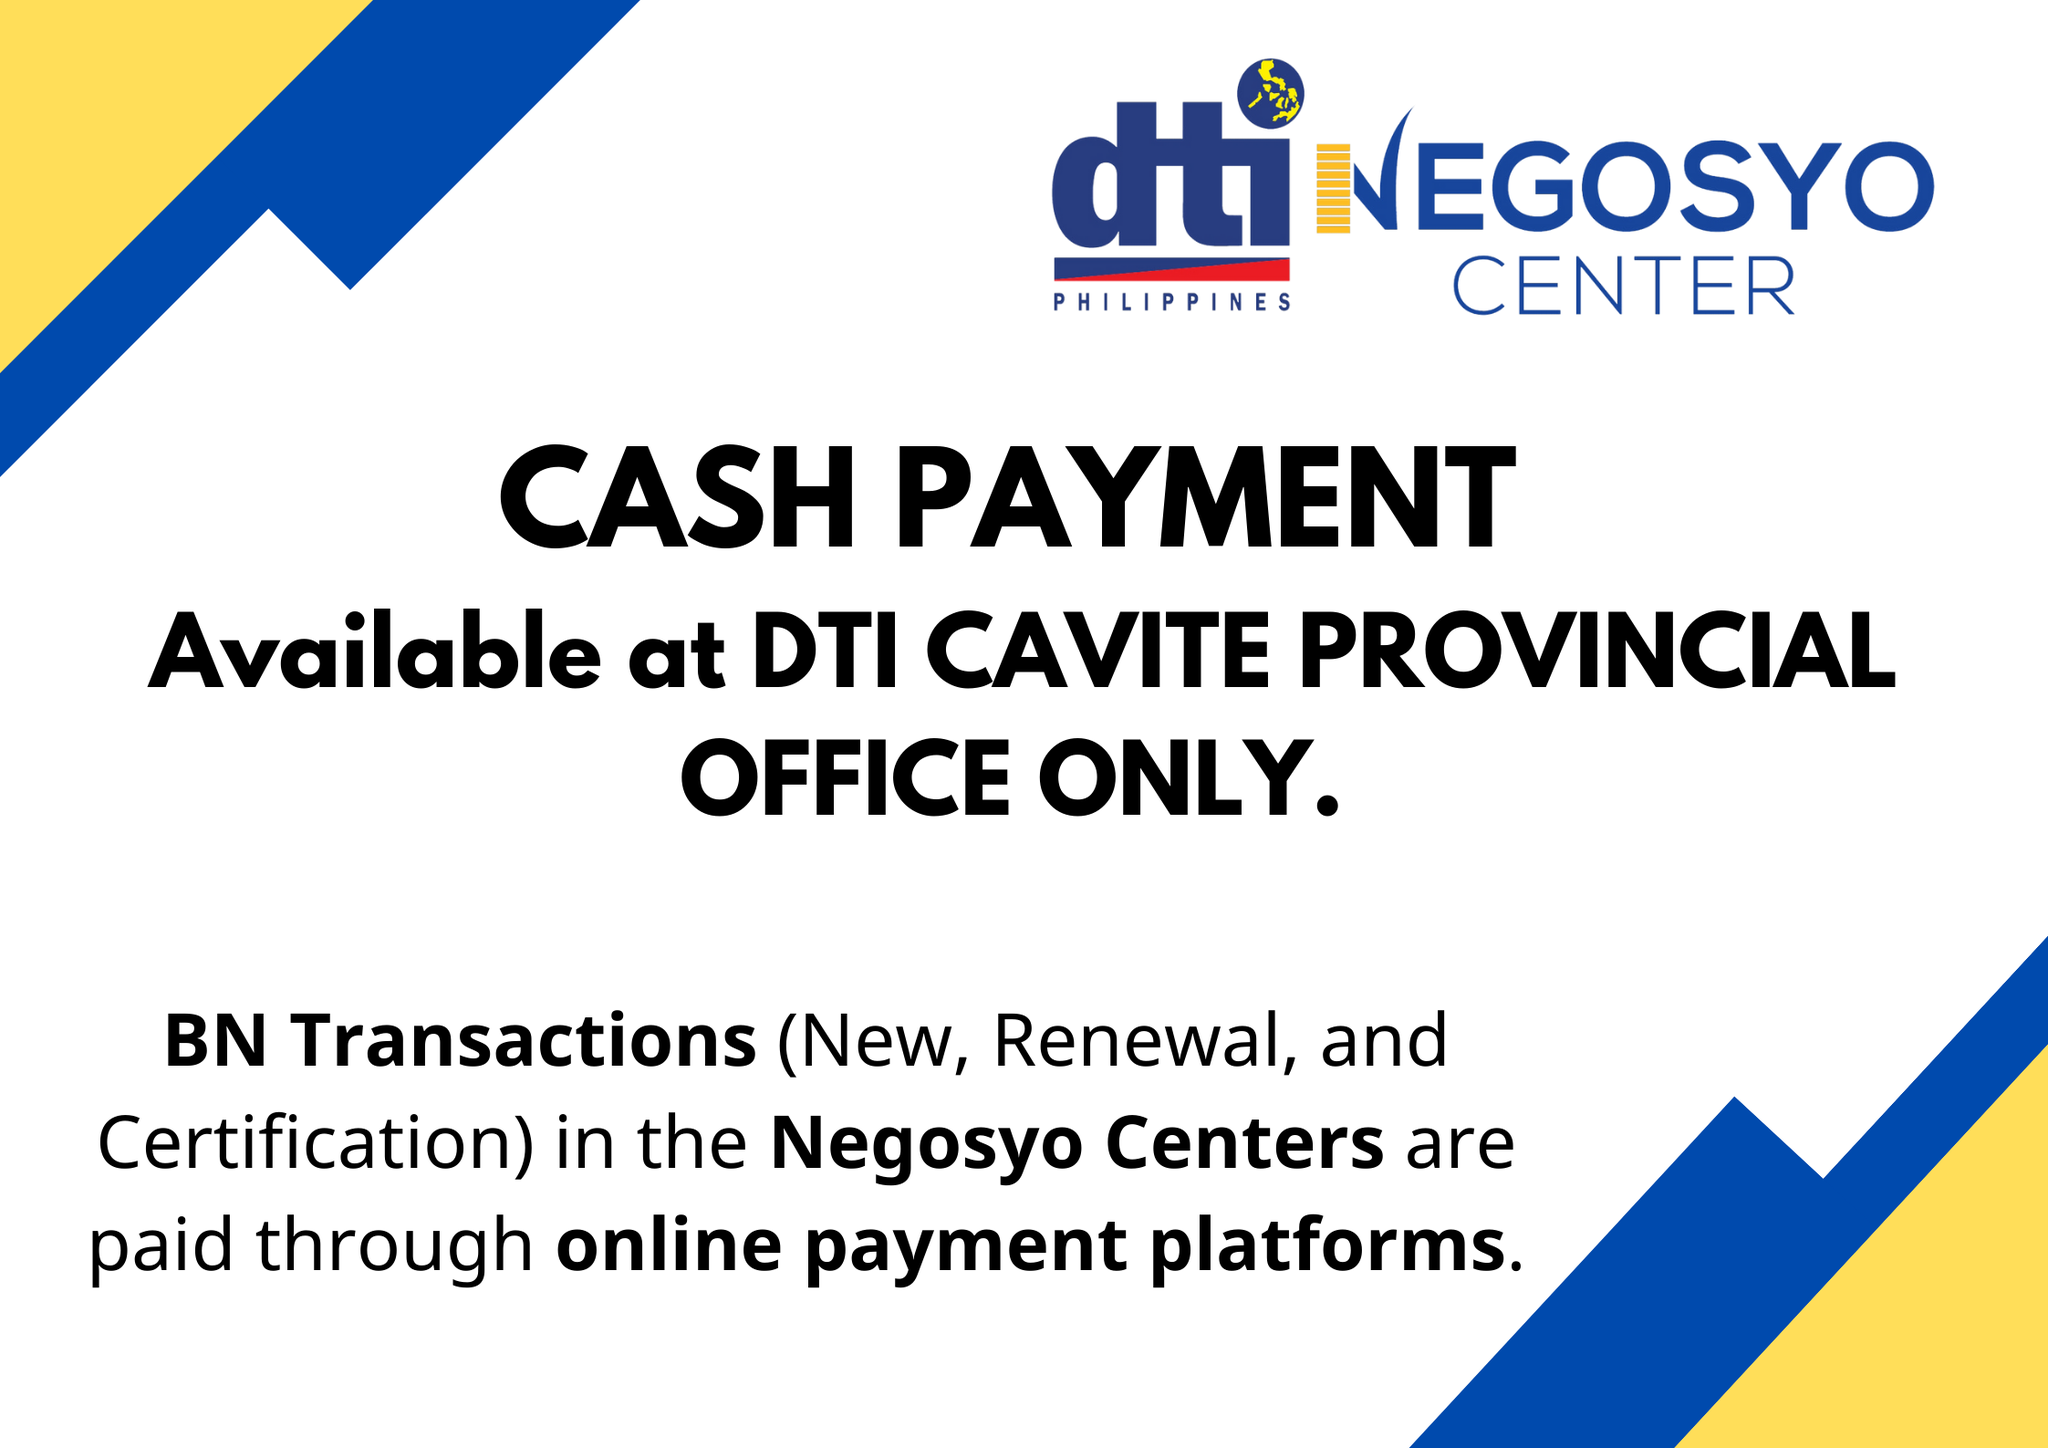 dti
PHILIPPINES
NEGOSYO
CENTER
CASH PAYMENT
Available at DTI CAVITE PROVINCIAL
OFFICE ONLY.
BN Transactions (New, Renewal, and
Certification) in the Negosyo Centers are
paid through online payment platforms.